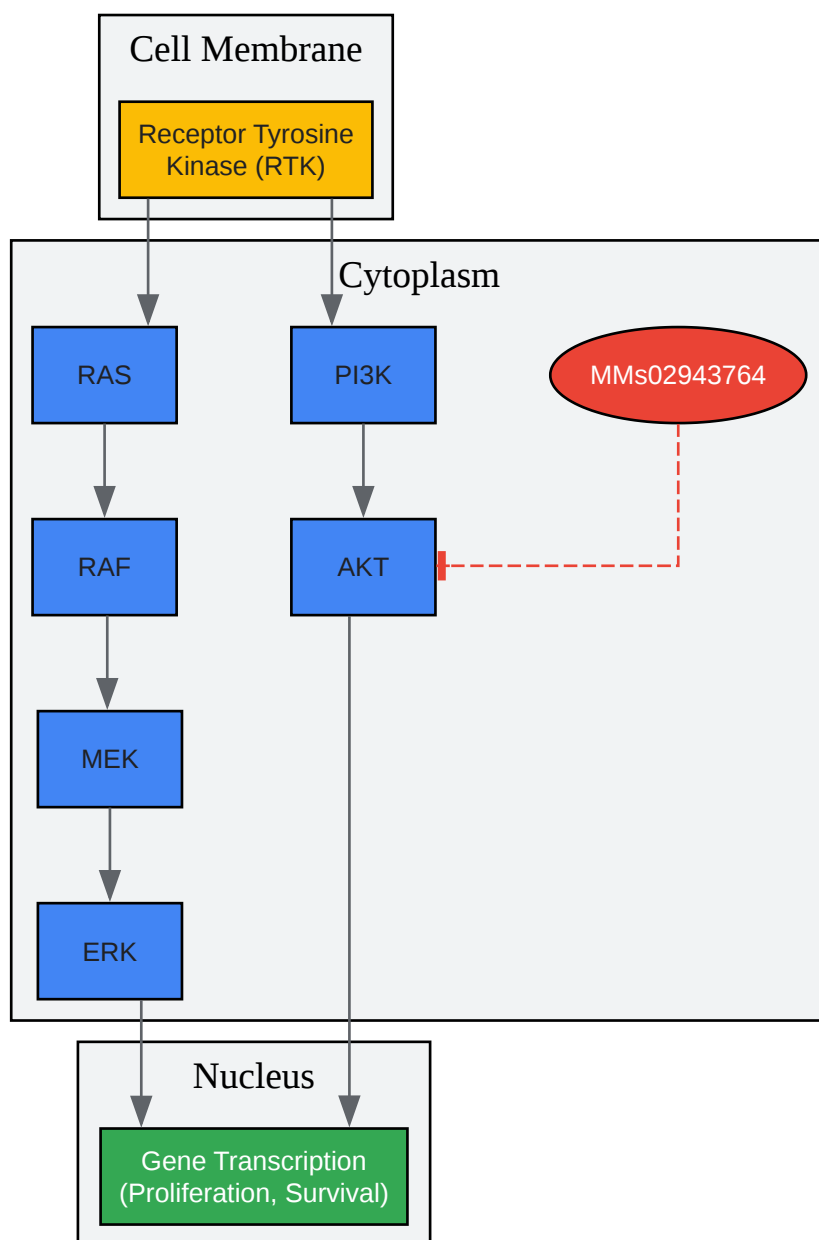 Cell Membrane
Receptor Tyrosine
Kinase (RTK)
Cytoplasm
RAS
PI3K
MMs02943764
RAF
AKT
MEK
ERK
Nucleus
Gene Transcription
(Proliferation, Survival)